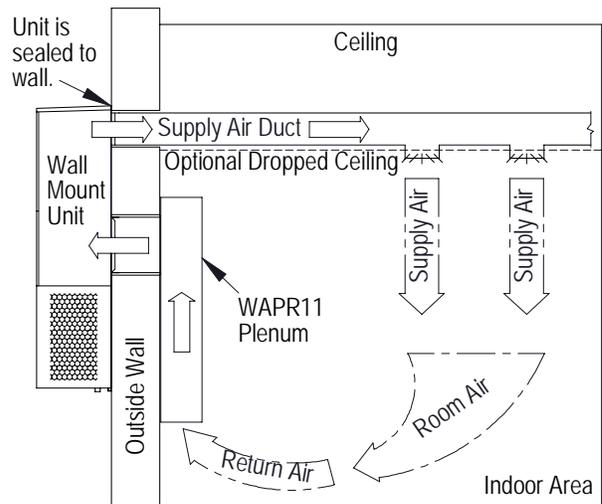 Unit is
sealed to
wall.
Ceiling
Supply Air Duct
Optional Dropped Ceiling
Wall
Mount
Unit
Supply Air
Supply Air
WAPR11
Plenum
Outside Wall
Room Air
Return Air
Indoor Area